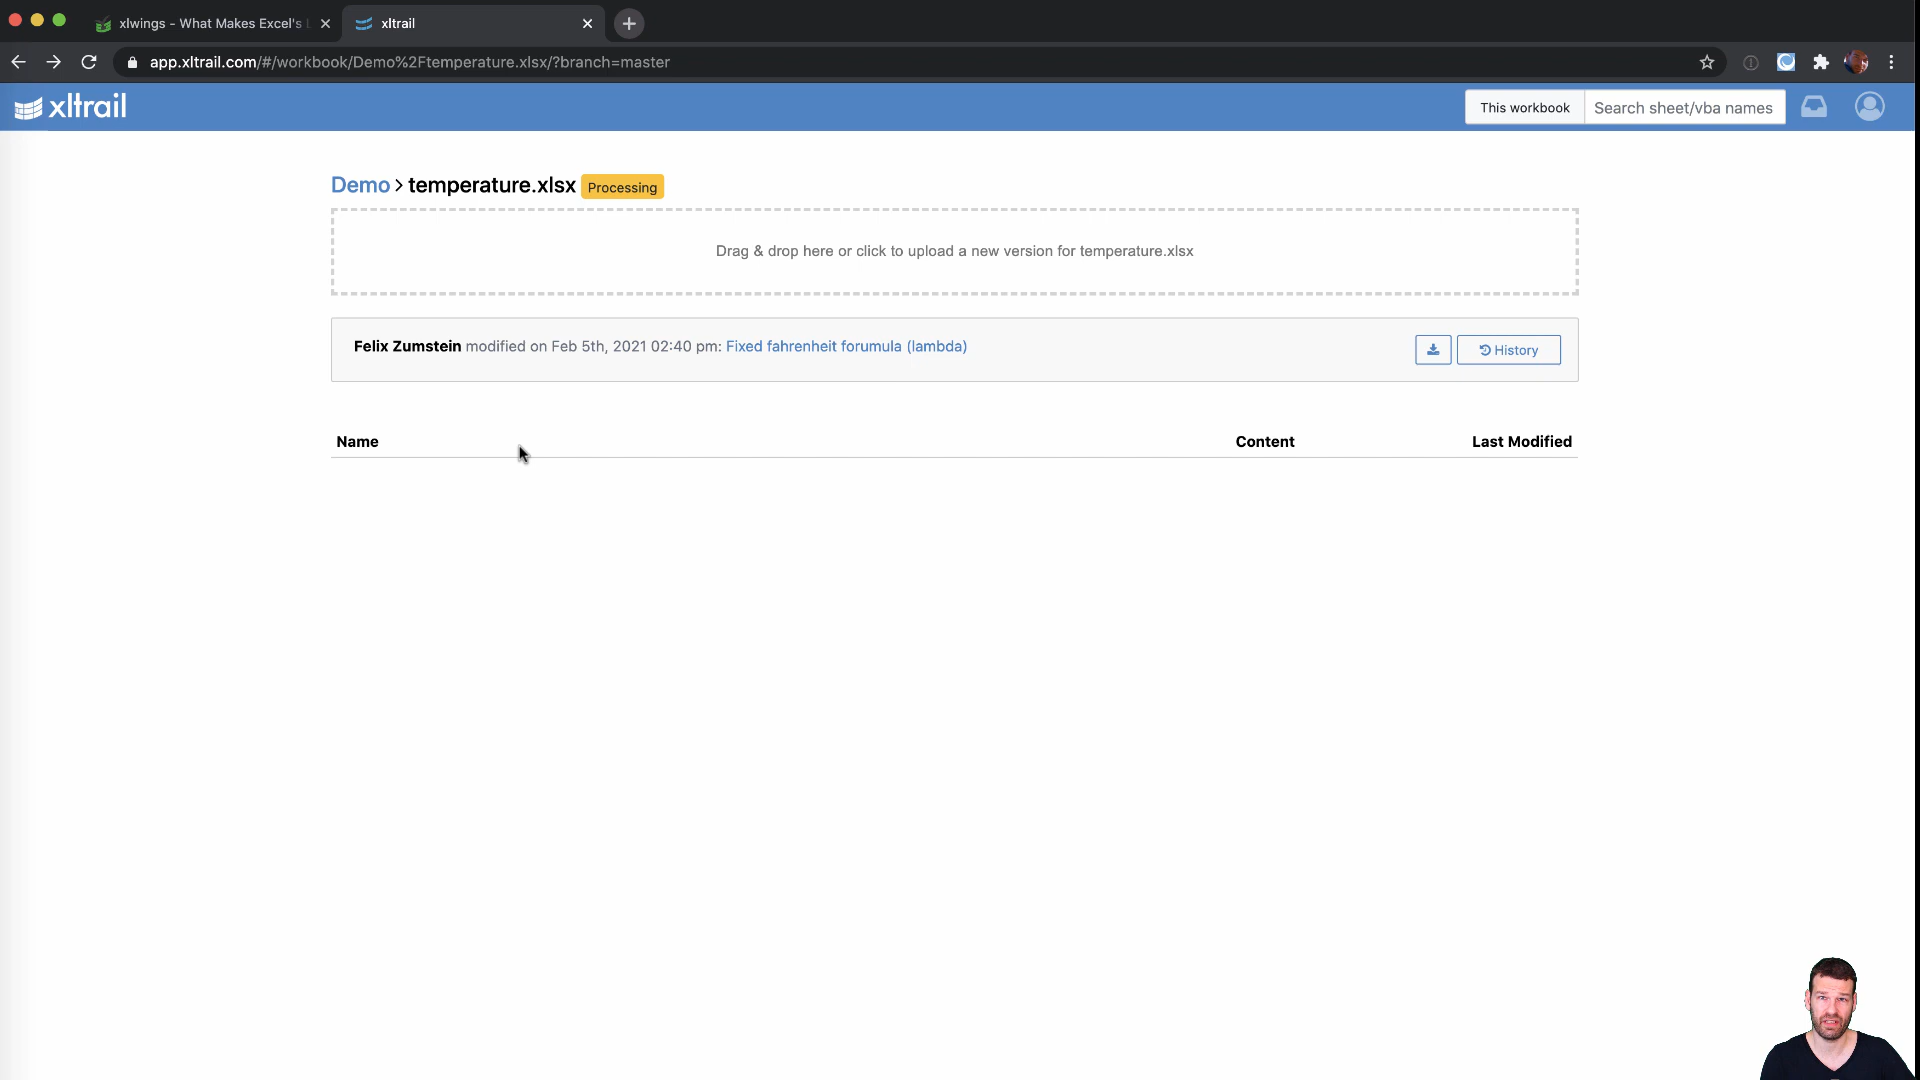 xlwings - What Makes Excel's
xltrail
app.xltrail.com/#/workbook/Demo%2Ftemperature.xlsx/?branch=master
xltrail
This workbook
Search sheet/vba names
Demo > temperature.xlsx Processing
Drag & drop here or click to upload a new version for temperature.xlsx
Felix Zumstein modified on Feb 5th, 2021 02:40 pm: Fixed fahrenheit forumula (lambda)
History
Name Content Last Modified